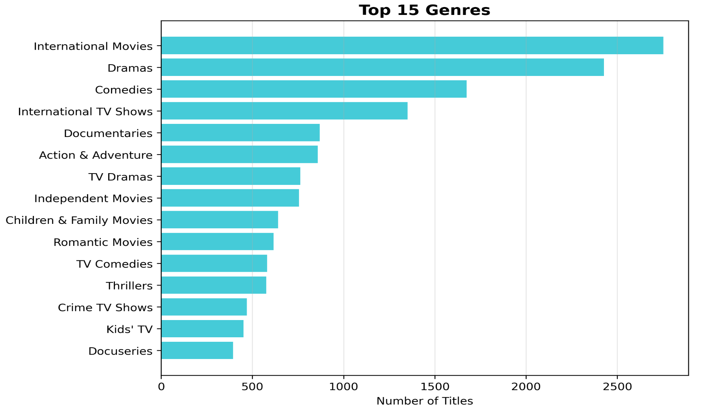 Top 15 Genres
International Movies
Dramas
Comedies
International TV Shows
Documentaries
Action & Adventure
TV Dramas
Independent Movies
Children & Family Movies
Romantic Movies
TV Comedies
Thrillers
Crime TV Shows
Kids' TV
Docuseries
0 500 1000 1500 2000 2500
Number of Titles